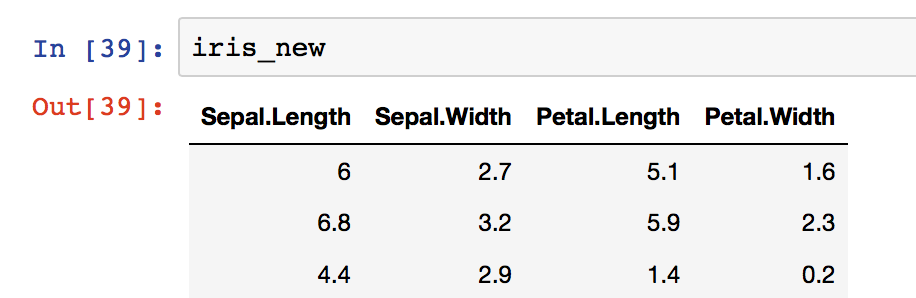 In [39]: iris_new
Out[39]:
Sepal.Length Sepal.Width Petal.Length Petal.Width
6 2.7 5.1 1.6
6.8 3.2 5.9 2.3
4.4 2.9 1.4 0.2